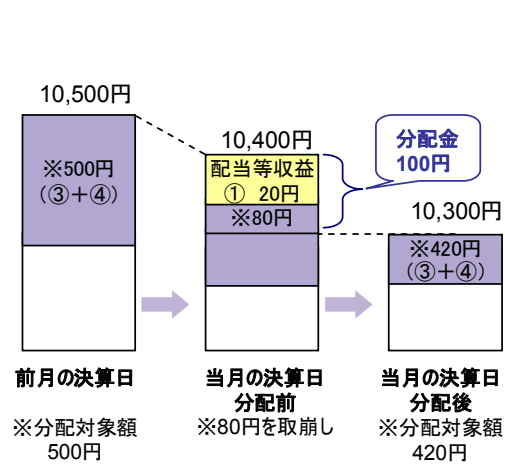 10,500円
※500円
（③＋④）
10,400円
配当等収益
①　20円
※80円
分配金
100円
10,300円
※420円
（③＋④）
前月の決算日
※分配対象額
500円
当月の決算日
分配前
※80円を取崩し
当月の決算日
分配後
※分配対象額
420円